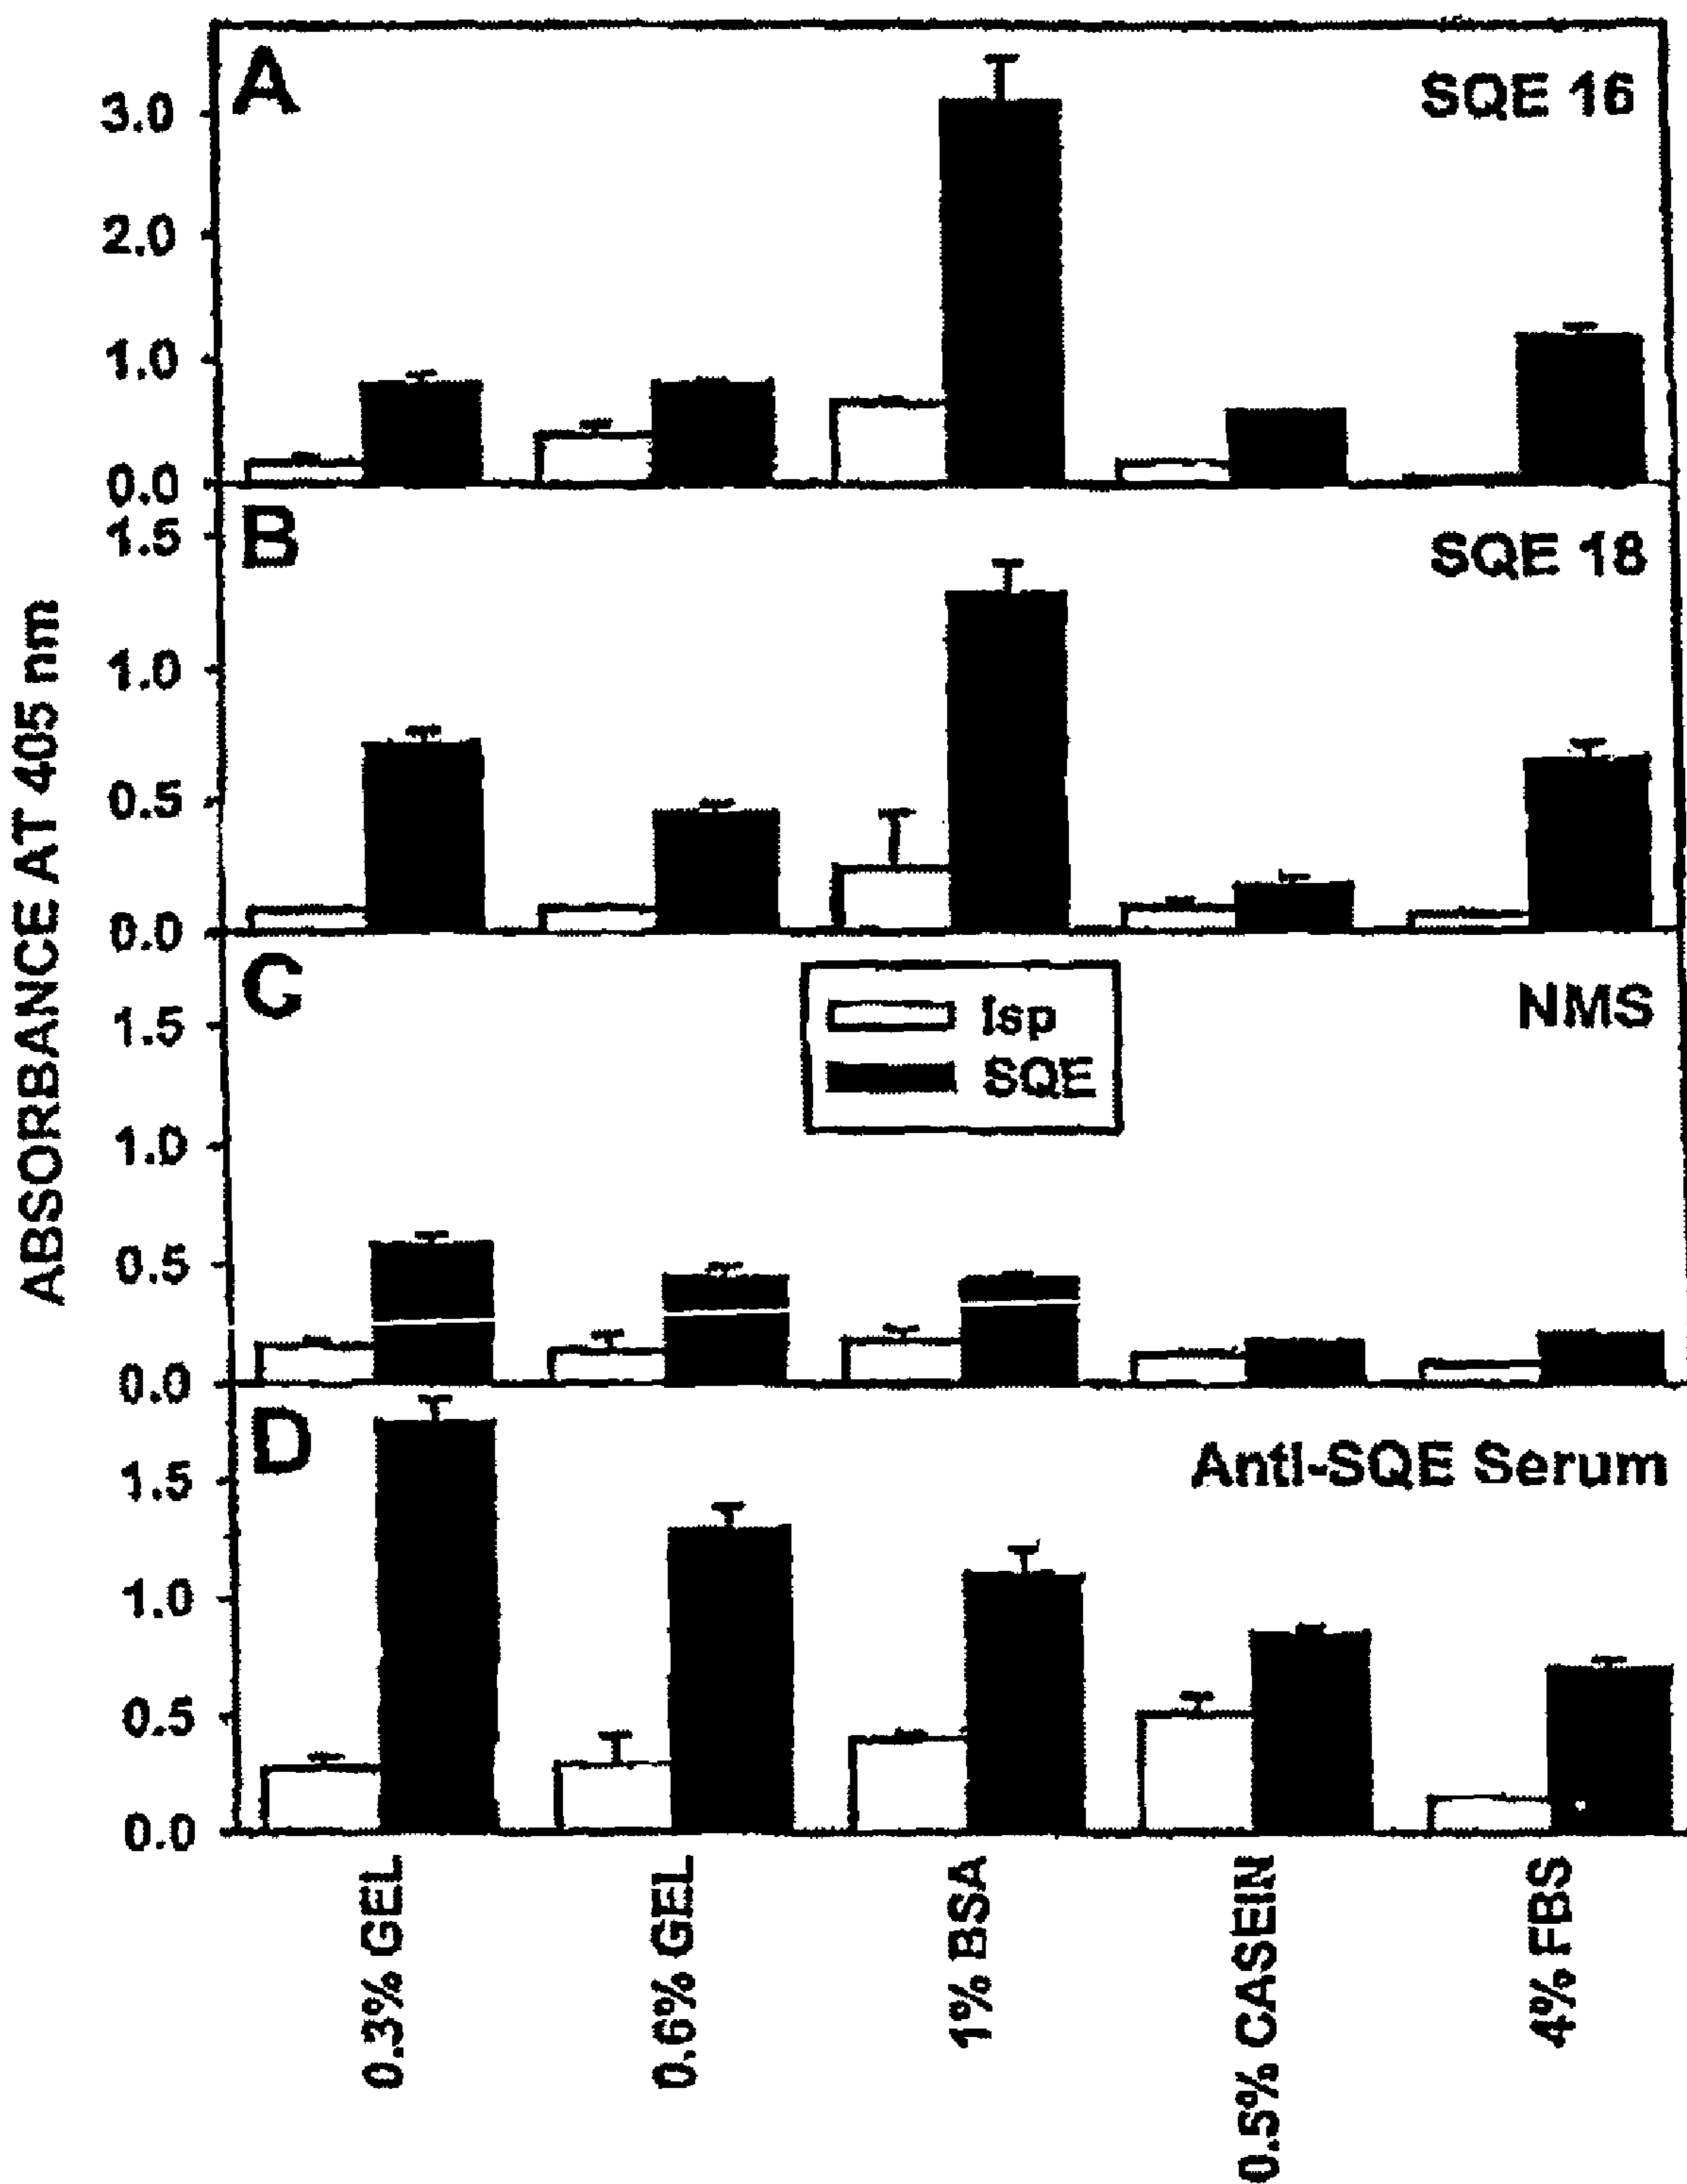 ABSORBANCE AT 405 nm
A
SQE 16
3.0
2.0
1.0
0.0
B
SQE 18
1.5
1.0
0.5
0.0
C
NMS
Isp
SQE
1.5
1.0
0.5
0.0
D
Anti-SQE Serum
1.5
1.0
0.5
0.0
0.3% GEL
0.6% GEL
1% BSA
0.5% CASEIN
4% FBS